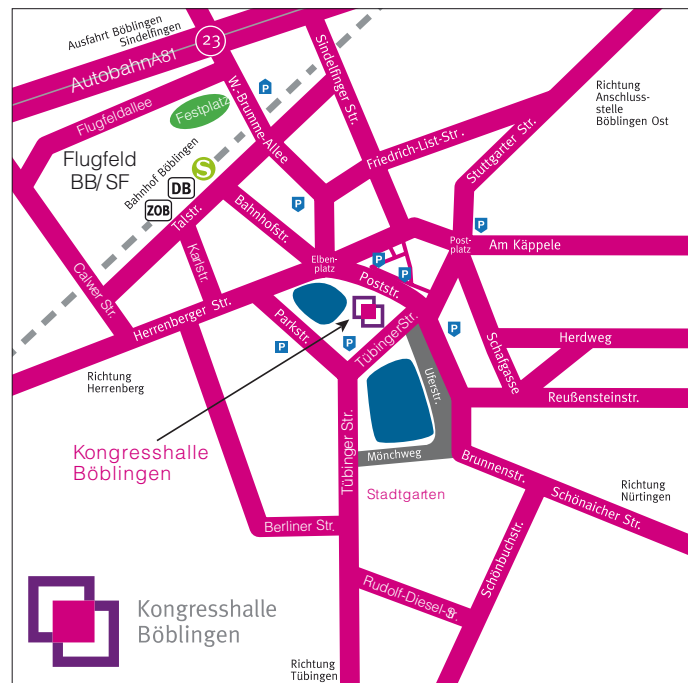 Ausfahrt Böblingen
Sindelfingen
23
AutobahnA81
Sindelfinger Str.
W.-Brumme-Allee
P
Richtung
Anschluss-
stelle
Böblingen Ost
Flugfeldallee
Festplatz
Flugfeld
BB/ SF
Bahnhof Böblingen
S
DB
ZOB
Friedrich-List-Str.
Stuttgarter Str.
Talstr.
Bahnhofstr.
P
P
Post-
platz
Am Käppele
Karlstr.
Calwer Str.
Elben-
platz
P
P
Poststr.
Herrenberger Str.
Parkstr.
TübingerStr.
P
P
P
Schafgasse
Herdweg
Richtung
Herrenberg
Uferstr.
Reußensteinstr.
Kongresshalle
Böblingen
Tübinger Str.
Mönchweg
Brunnenstr.
Stadtgarten
Schönaicher Str.
Richtung
Nürtingen
Berliner Str.
Schönbuchstr.
Rudolf-Diesel-Str.
Kongresshalle
Böblingen
Richtung
Tübingen